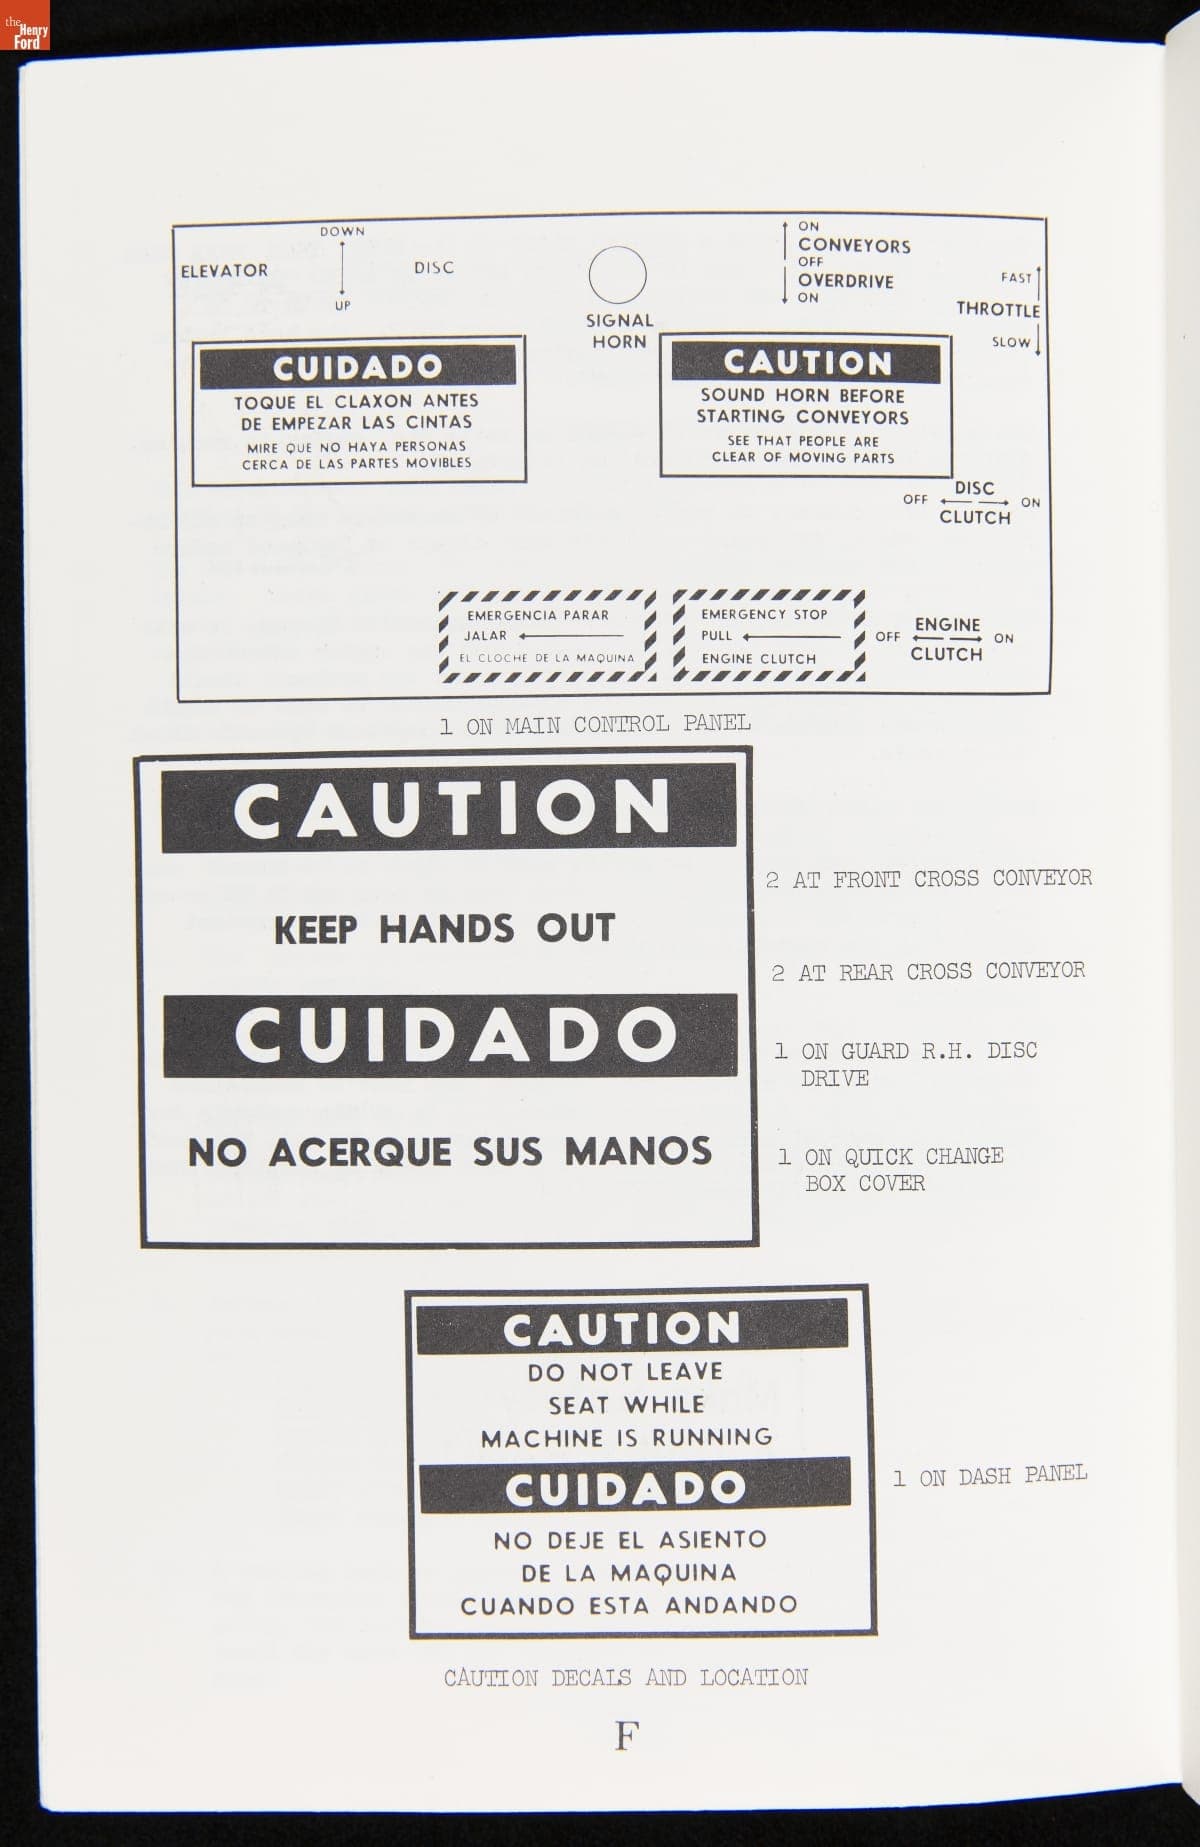 the
Henry
Ford
DOWN
ELEVATOR
DISC
UP
SIGNAL
HORN
ON
CONVEYORS
OFF
OVERDRIVE
ON
FAST
THROTTLE
SLOW
CUIDADO
TOQUE EL CLAXON ANTES
DE EMPEZAR LAS CINTAS
MIRE QUE NO HAYA PERSONAS
CERCA DE LAS PARTES MOVIBLES
CAUTION
SOUND HORN BEFORE
STARTING CONVEYORS
SEE THAT PEOPLE ARE
CLEAR OF MOVING PARTS
DISC
OFF ON
CLUTCH
EMERGENCIA PARAR
JALAR
EL CLOCHE DE LA MAQUINA
EMERGENCY STOP
PULL
ENGINE CLUTCH
ENGINE
OFF ON
CLUTCH
1 ON MAIN CONTROL PANEL
CAUTION
KEEP HANDS OUT
CUIDADO
NO ACERQUE SUS MANOS
2 AT FRONT CROSS CONVEYOR
2 AT REAR CROSS CONVEYOR
1 ON GUARD R.H. DISC
DRIVE
1 ON QUICK CHANGE
BOX COVER
CAUTION
DO NOT LEAVE
SEAT WHILE
MACHINE IS RUNNING
CUIDADO
NO DEJE EL ASIENTO
DE LA MAQUINA
CUANDO ESTA ANDANDO
1 ON DASH PANEL
CAUTION DECALS AND LOCATION
F